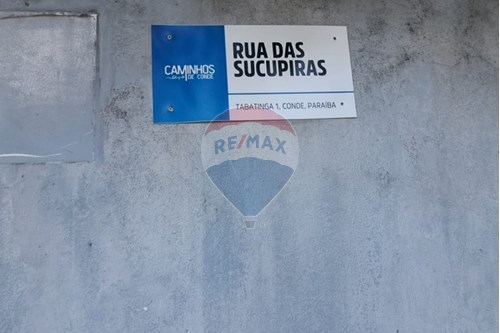 CAMINHOS
DE CONDE
RUA DAS
SUCUPIRAS
TABATINGA 1, CONDE, PARAÍBA
RE/MAX